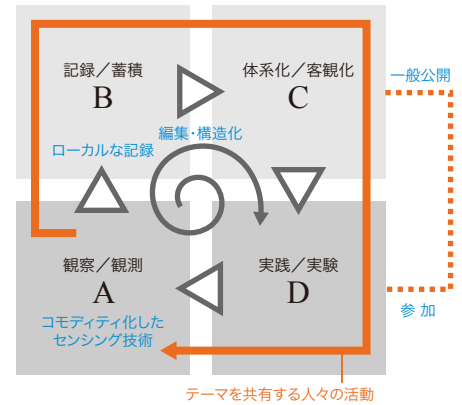 記録／蓄積
B
ローカルな記録
体系化／客観化
C
編集・構造化
一般公開
観察／観測
A
コモディティ化した
センシング技術
実践／実験
D
参 加
テーマを共有する人々の活動